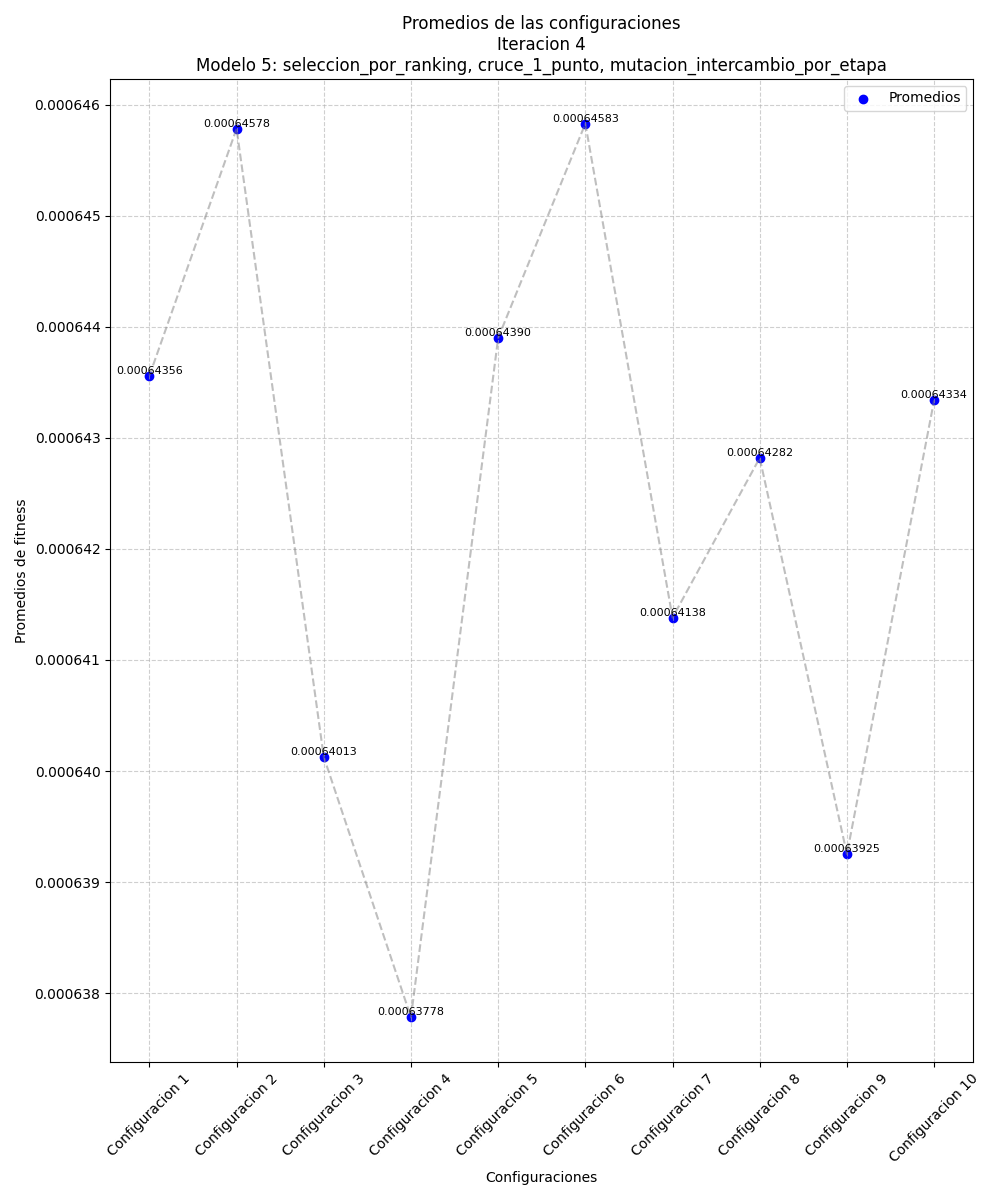 Promedios de las configuraciones
Iteracion 4
Modelo 5: seleccion_por_ranking, cruce_1_punto, mutacion_intercambio_por_etapa
Promedios
0.000646
0.000645
0.000644
0.000643
0.000642
0.000641
0.000640
0.000639
0.000638
Promedios de fitness
0.00064356
0.00064578
0.00064013
0.00063778
0.00064390
0.00064583
0.00064138
0.00064282
0.00063925
0.00064334
Configuracion 1
Configuracion 2
Configuracion 3
Configuracion 4
Configuracion 5
Configuracion 6
Configuracion 7
Configuracion 8
Configuracion 9
Configuracion 10
Configuraciones